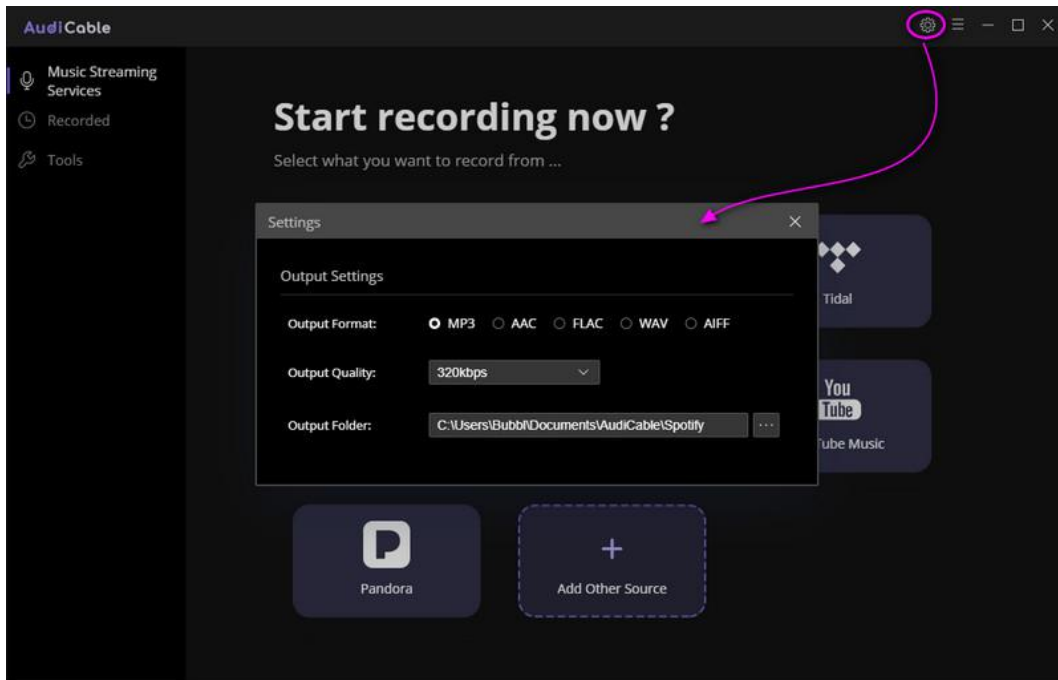 AudiCable
Music Streaming
Services
Recorded
Tools
Start recording now ?
Select what you want to record from ...
Settings
Output Settings
Output Format:
MP3 AAC FLAC WAV AIFF
Output Quality:
320kbps
Output Folder:
C:\Users\Bubbl\Documents\AudiCable\Spotify
...
Tidal
You
Tube
Tube Music
Pandora
Add Other Source